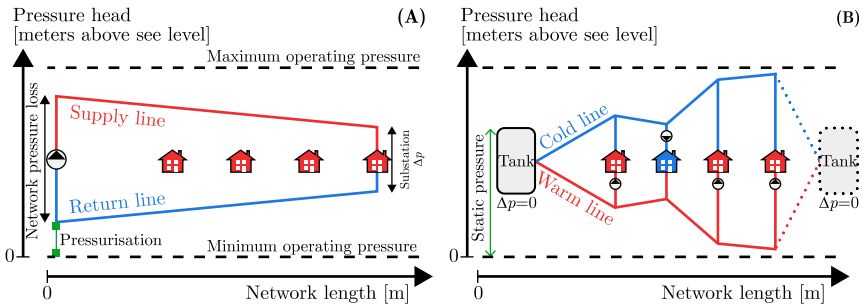 Pressure head
[meters above see level]
(A)
Maximum operating pressure
Network pressure loss
Supply line
Substation
Δp
Return line
Pressurisation
Minimum operating pressure
0
0
Network length [m]
Pressure head
[meters above see level]
(B)
Static pressure
Tank
Δp=0
Cold line
Warm line
Tank
Δp=0
0
Network length [m]